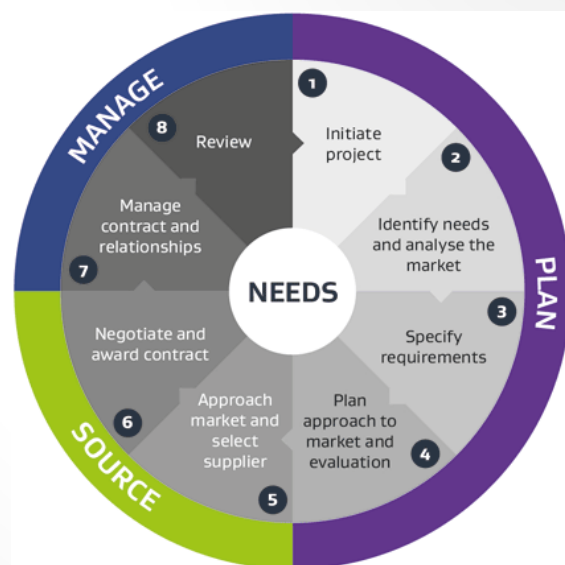 MANAGE
PLAN
SOURCE
NEEDS
1
Initiate
project
2
Identify needs
and analyse the
market
3
Specify
requirements
4
Plan
approach to
market and
evaluation
5
Approach
market and
select
supplier
6
Negotiate and
award contract
7
Manage
contract and
relationships
8
Review